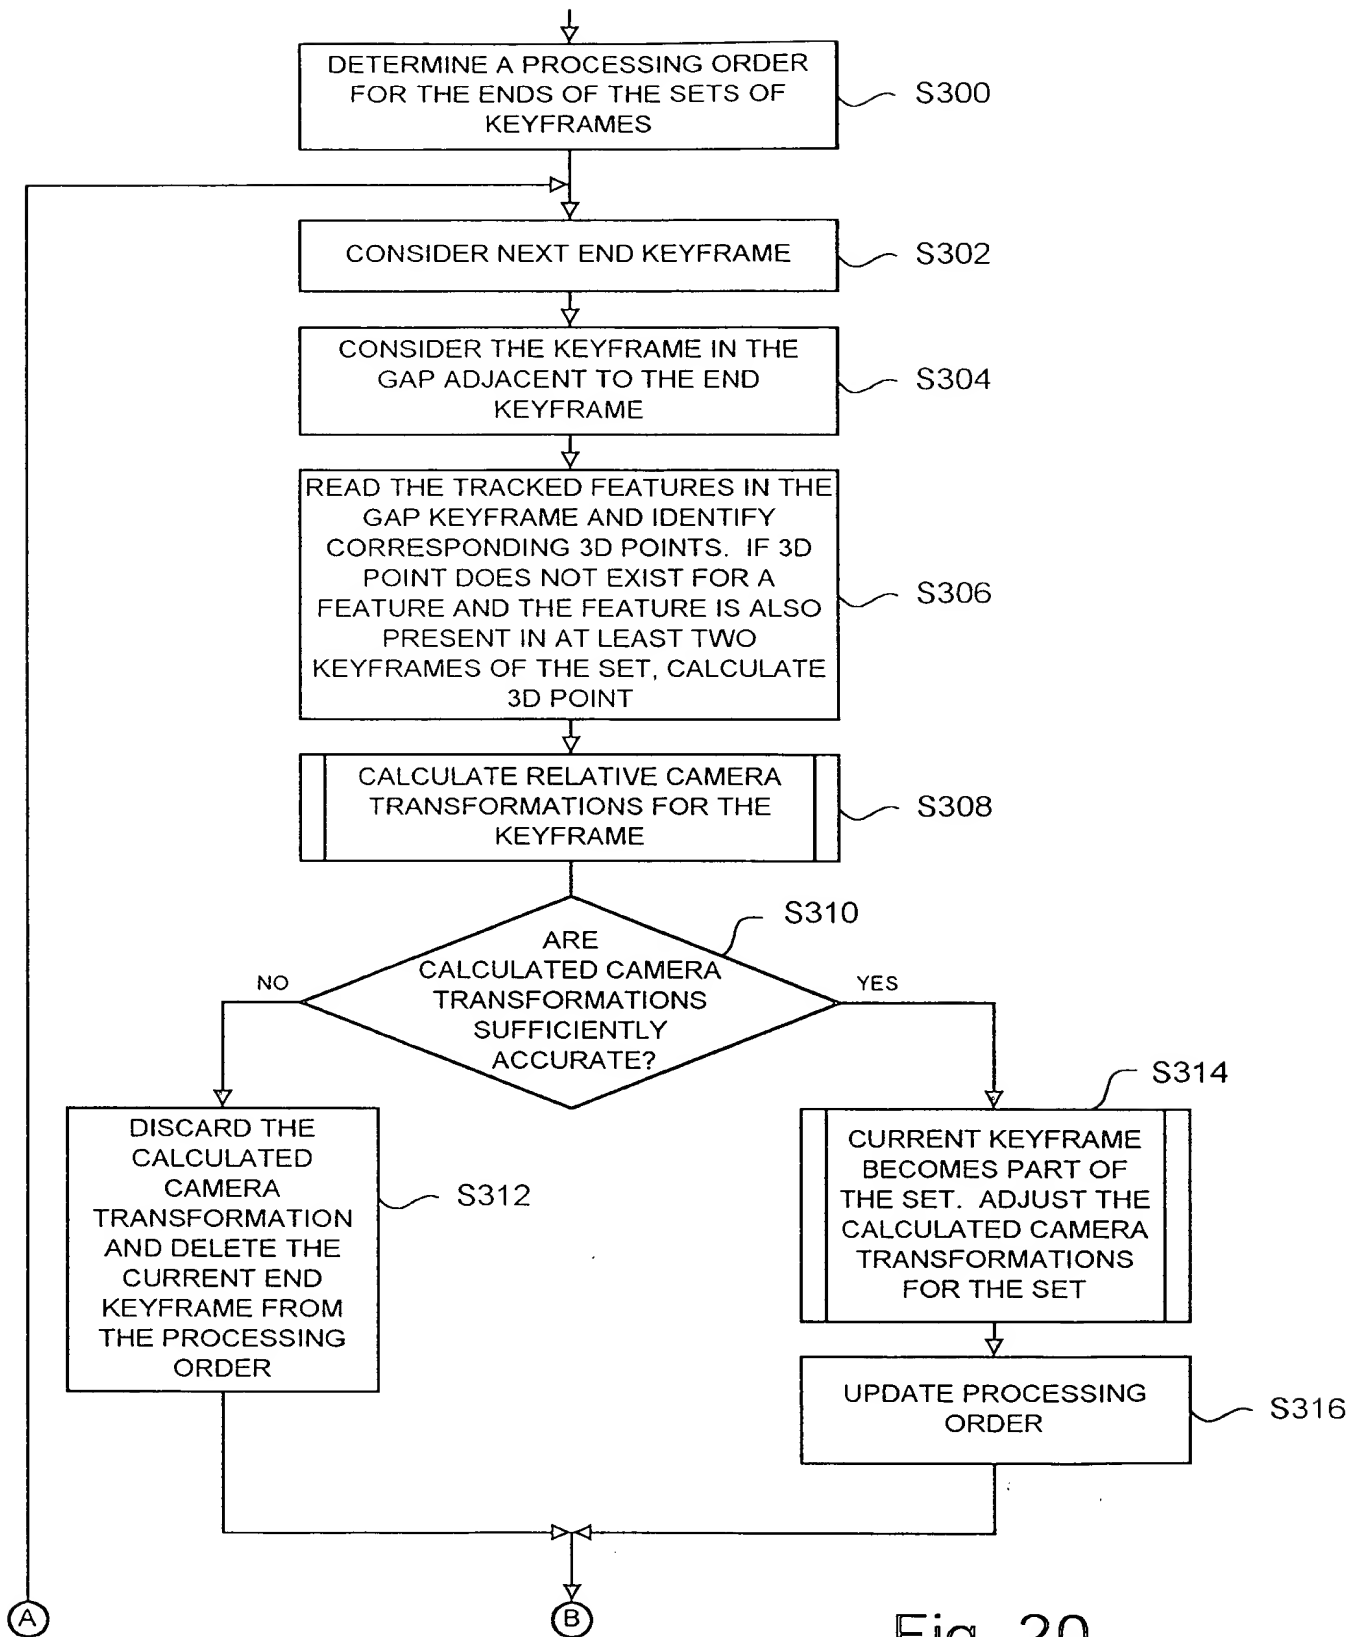 DETERMINE A PROCESSING ORDER
FOR THE ENDS OF THE SETS OF
KEYFRAMES
S300
CONSIDER NEXT END KEYFRAME
S302
CONSIDER THE KEYFRAME IN THE
GAP ADJACENT TO THE END
KEYFRAME
S304
READ THE TRACKED FEATURES IN THE
GAP KEYFRAME AND IDENTIFY
CORRESPONDING 3D POINTS. IF 3D
POINT DOES NOT EXIST FOR A
FEATURE AND THE FEATURE IS ALSO
PRESENT IN AT LEAST TWO
KEYFRAMES OF THE SET, CALCULATE
3D POINT
S306
CALCULATE RELATIVE CAMERA
TRANSFORMATIONS FOR THE
KEYFRAME
S308
S310
ARE
CALCULATED CAMERA
TRANSFORMATIONS
SUFFICIENTLY
ACCURATE?
NO
YES
DISCARD THE
CALCULATED
CAMERA
TRANSFORMATION
AND DELETE THE
CURRENT END
KEYFRAME FROM
THE PROCESSING
ORDER
S312
S314
CURRENT KEYFRAME
BECOMES PART OF
THE SET. ADJUST THE
CALCULATED CAMERA
TRANSFORMATIONS
FOR THE SET
UPDATE PROCESSING
ORDER
S316
A
B
Fig. 20